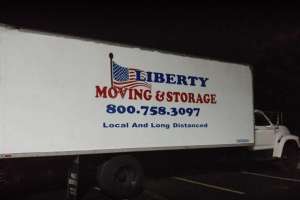 LIBERTY
MOVING & STORAGE
800.758.3097
Local And Long Distanced